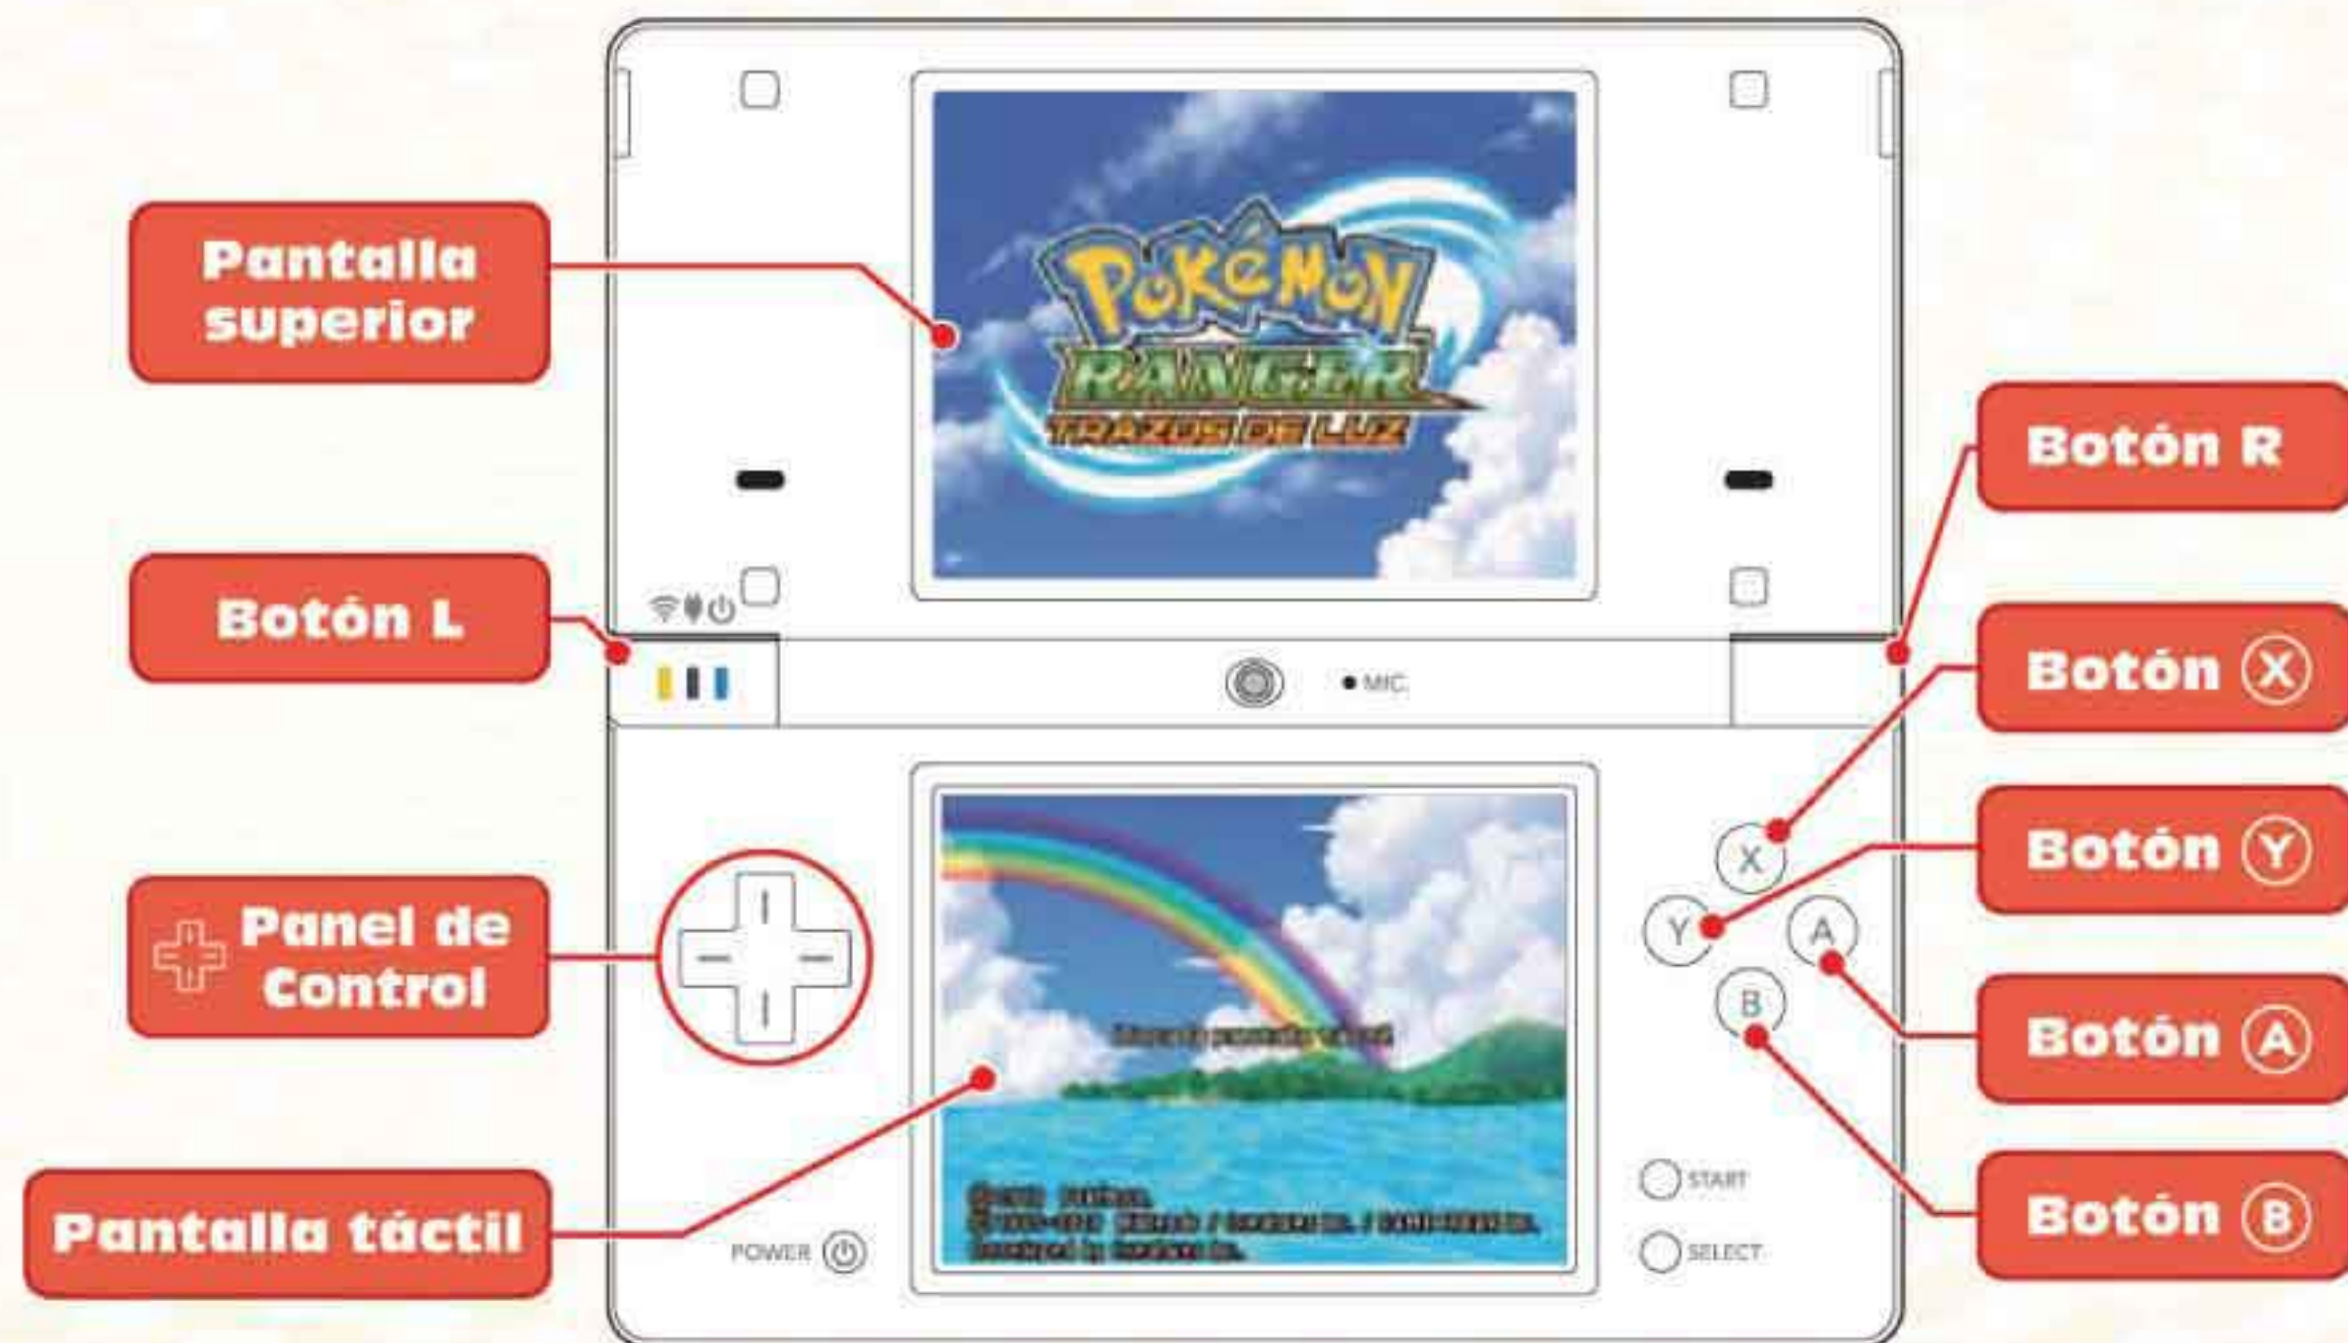 Pantalla
superior
POKÉMON
RANGER
TRAZOS DE LUZ
Botón R
Botón L
Botón X
MIC.
Botón Y
X
Y
A
B
Panel de
Control
Botón A
Pantalla táctil
POWER
START
SELECT
Botón B